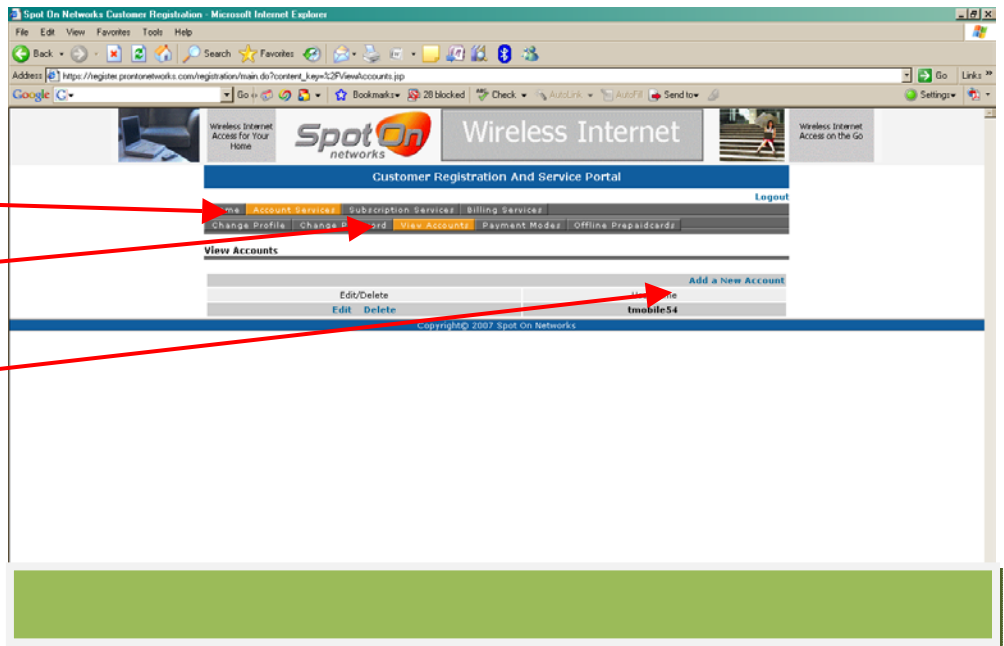 Spot On Networks Customer Registration - Microsoft Internet Explorer
File Edit View Favorites Tools Help
Back Search Favorites
Address https://register.prontonetworks.com/registration/main.do?content_key=%2FViewAccounts.jsp Go Links »
Google G Go Bookmarks 28 blocked Check AutoLink AutoFill Send to Settings
Wireless Internet Access for Your Home
Spot On networks
Wireless Internet
Wireless Internet Access on the Go
Customer Registration And Service Portal
Logout
Account Services Subscription Services Billing Services
Change Profile Change View Accounts Payment Modes Offline Prepaidcards
View Accounts
Add a New Account
Edit/Delete
Edit Delete tmobile54
Copyright© 2007 Spot On Networks